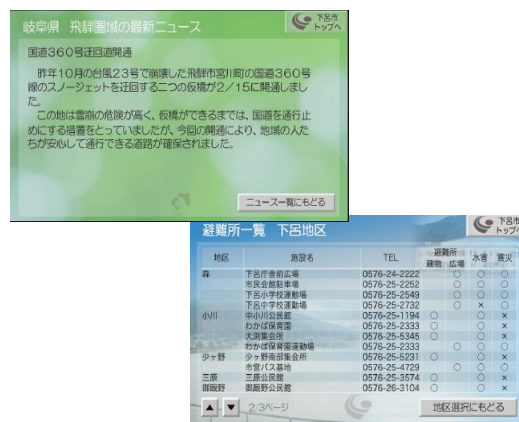 岐阜県 飛騨圏域の最新ニュース
下呂市
トップへ
国道360号迂回道開通
昨年10月の台風23号で崩壊した飛騨市宮川町の国道360号
線のスノージェットを迂回する二つの仮橋が2/15に開通しまし
た。
この地は雪崩の危険が高く、仮橋ができるまでは、国道を通行止
めにする措置をとっていましたが、今回の開通により、地域の人た
ちが安心して通行できる道路が確保されました。
ニュース一覧にもどる
避難所一覧 下呂地区
下呂市
トップへ
地区 施設名 TEL 避難所 水害 震災
建物 広場
森 下呂庁舎前広場 0576-24-2222 ○ ○ ○
市民会館駐車場 0576-25-2252 ○ ○ ○
下呂小学校運動場 0576-25-2549 ○ ○ ○
下呂中学校運動場 0576-25-2732 ○ × ○
小川 中小川公民館 0576-25-1194 ○ ○ ×
わかば保育園 0576-25-2333 ○ ○ ×
大渕集会所 0576-25-5345 ○ ○ ×
わかば保育園運動場 0576-25-2333 ○ ○ ○
少ヶ野 少ヶ野南部集会所 0576-25-5231 ○ ○ ×
市営バス基地 0576-25-4729 ○ ○ ○
三原 三原公民館 0576-25-3574 ○ ○ ×
御厩野 御厩野公民館 0576-26-3104 ○ ○ ×
▲ ▼ 2/3ページ
地区選択にもどる